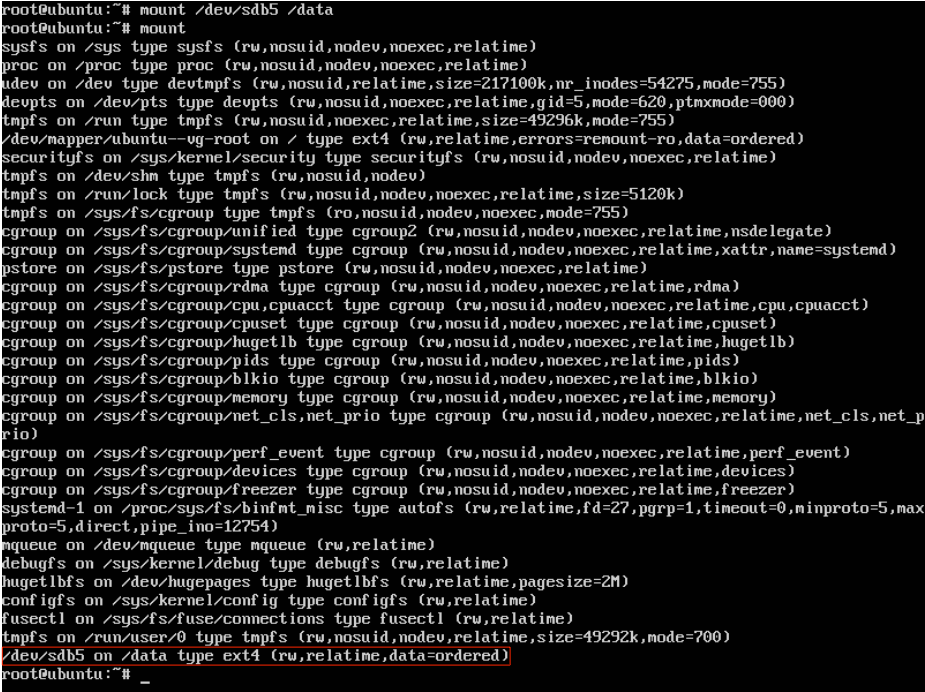 root@ubuntu:~# mount /dev/sdb5 /data
root@ubuntu:~# mount
sysfs on /sys type sysfs (rw,nosuid,nodev,noexec,relatime)
proc on /proc type proc (rw,nosuid,nodev,noexec,relatime)
udev on /dev type devtmpfs (rw,nosuid,relatime,size=217100k,nr_inodes=54275,mode=755)
devpts on /dev/pts type devpts (rw,nosuid,noexec,relatime,gid=5,mode=620,ptmxmode=000)
tmpfs on /run type tmpfs (rw,nosuid,noexec,relatime,size=49296k,mode=755)
/dev/mapper/ubuntu--vg-root on / type ext4 (rw,relatime,errors=remount-ro,data=ordered)
securityfs on /sys/kernel/security type securityfs (rw,nosuid,nodev,noexec,relatime)
tmpfs on /dev/shm type tmpfs (rw,nosuid,nodev)
tmpfs on /run/lock type tmpfs (rw,nosuid,nodev,noexec,relatime,size=5120k)
tmpfs on /sys/fs/cgroup type tmpfs (ro,nosuid,nodev,noexec,mode=755)
cgroup on /sys/fs/cgroup/unified type cgroup2 (rw,nosuid,nodev,noexec,relatime,nsdelegate)
cgroup on /sys/fs/cgroup/systemd type cgroup (rw,nosuid,nodev,noexec,relatime,xattr,name=systemd)
pstore on /sys/fs/pstore type pstore (rw,nosuid,nodev,noexec,relatime)
cgroup on /sys/fs/cgroup/rdma type cgroup (rw,nosuid,nodev,noexec,relatime,rdma)
cgroup on /sys/fs/cgroup/cpu,cpuacct type cgroup (rw,nosuid,nodev,noexec,relatime,cpu,cpuacct)
cgroup on /sys/fs/cgroup/cpuset type cgroup (rw,nosuid,nodev,noexec,relatime,cpuset)
cgroup on /sys/fs/cgroup/hugetlb type cgroup (rw,nosuid,nodev,noexec,relatime,hugetlb)
cgroup on /sys/fs/cgroup/pids type cgroup (rw,nosuid,nodev,noexec,relatime,pids)
cgroup on /sys/fs/cgroup/blkio type cgroup (rw,nosuid,nodev,noexec,relatime,blkio)
cgroup on /sys/fs/cgroup/memory type cgroup (rw,nosuid,nodev,noexec,relatime,memory)
cgroup on /sys/fs/cgroup/net_cls,net_prio type cgroup (rw,nosuid,nodev,noexec,relatime,net_cls,net_p
rio)
cgroup on /sys/fs/cgroup/perf_event type cgroup (rw,nosuid,nodev,noexec,relatime,perf_event)
cgroup on /sys/fs/cgroup/devices type cgroup (rw,nosuid,nodev,noexec,relatime,devices)
cgroup on /sys/fs/cgroup/freezer type cgroup (rw,nosuid,nodev,noexec,relatime,freezer)
systemd-1 on /proc/sys/fs/binfmt_misc type autofs (rw,relatime,fd=27,pgrp=1,timeout=0,minproto=5,max
proto=5,direct,pipe_ino=12754)
mqueue on /dev/mqueue type mqueue (rw,relatime)
debugfs on /sys/kernel/debug type debugfs (rw,relatime)
hugetlbfs on /dev/hugepages type hugetlbfs (rw,relatime,pagesize=2M)
configfs on /sys/kernel/config type configfs (rw,relatime)
fusectl on /sys/fs/fuse/connections type fusectl (rw,relatime)
tmpfs on /run/user/0 type tmpfs (rw,nosuid,nodev,relatime,size=49292k,mode=700)
/dev/sdb5 on /data type ext4 (rw,relatime,data=ordered)
root@ubuntu:~# _